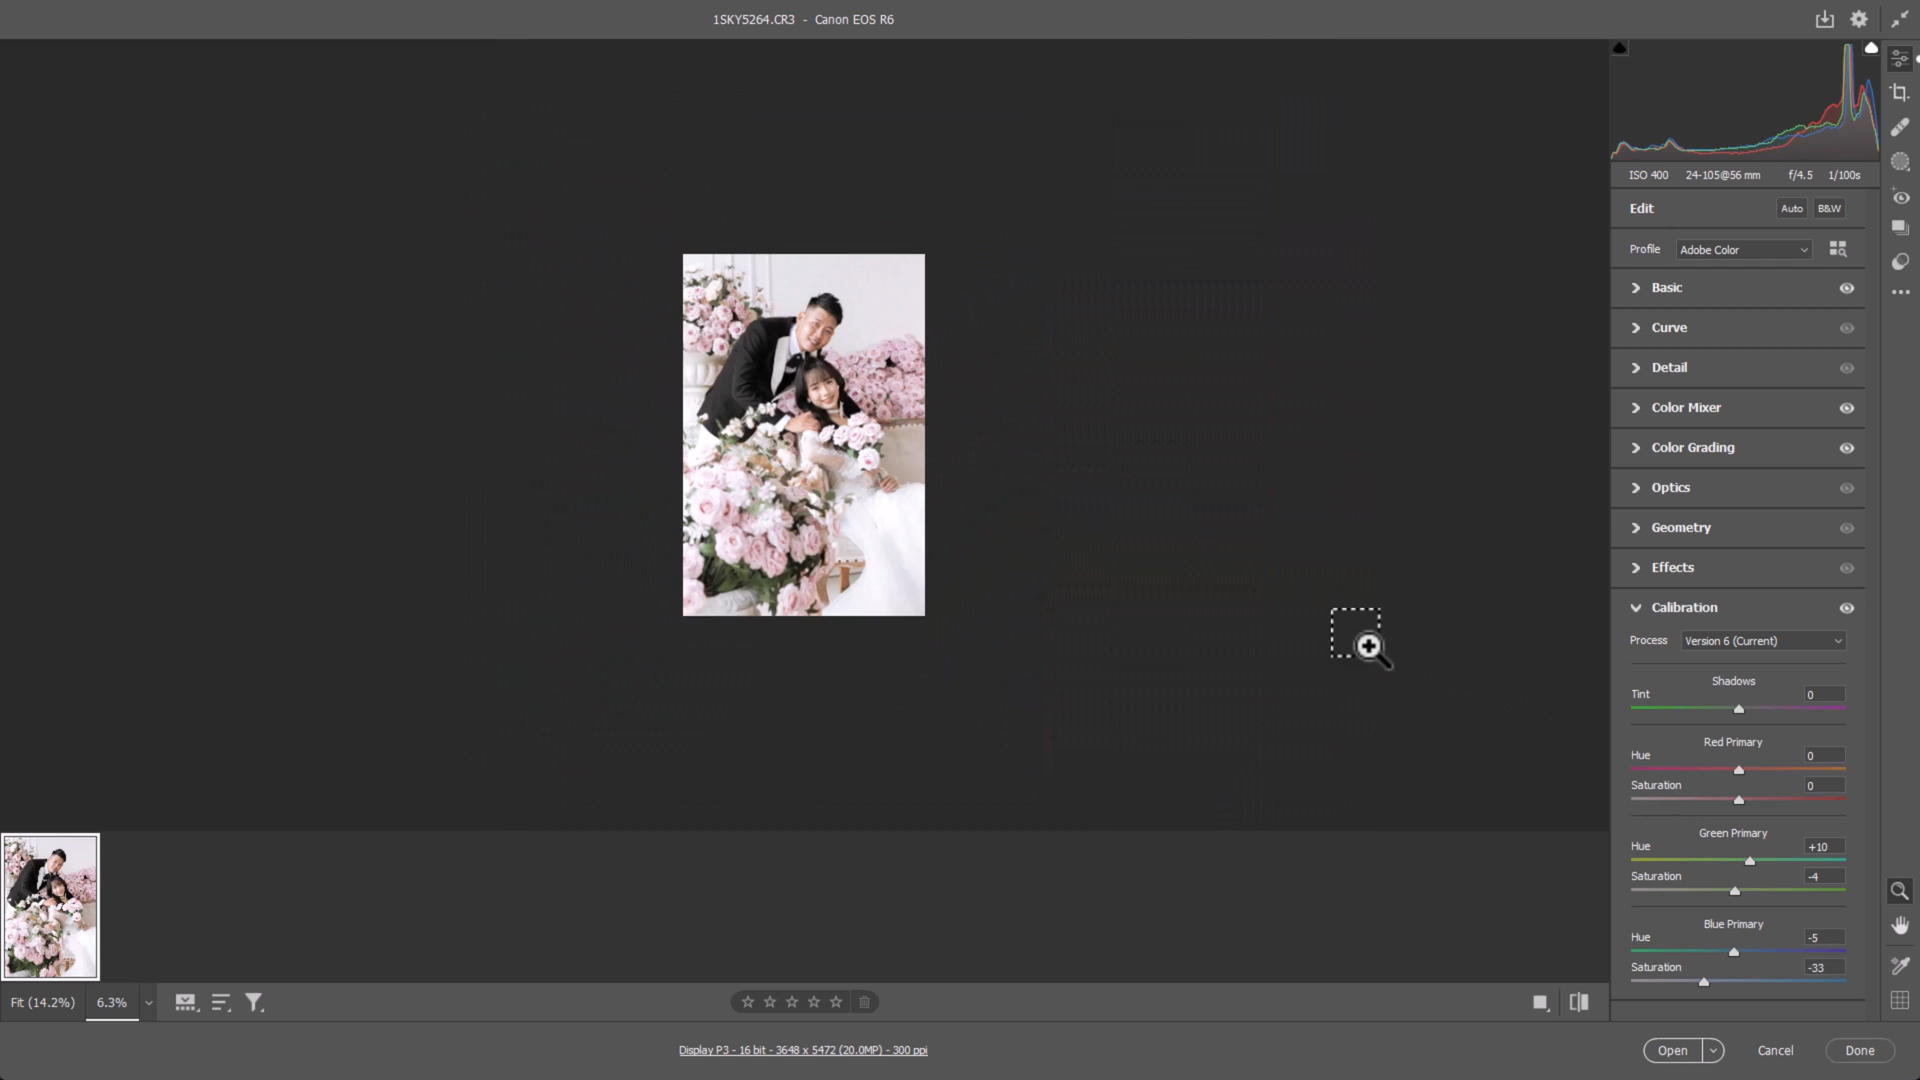 1SKY5264.CR3 - Canon EOS R6
ISO 400 24-105@56 mm f/4.5 1/100s
Edit Auto B&W
Profile Adobe Color
Basic
Curve
Detail
Color Mixer
Color Grading
Optics
Geometry
Effects
Calibration
Process Version 6 (Current)
Shadows
Tint 0
Red Primary
Hue 0
Saturation 0
Green Primary
Hue +10
Saturation -4
Blue Primary
Hue -5
Saturation -33
Fit (14.2%) 6.3%
Display P3 - 16 bit - 3648 x 5472 (20.0MP) - 300 ppi
Open Cancel Done